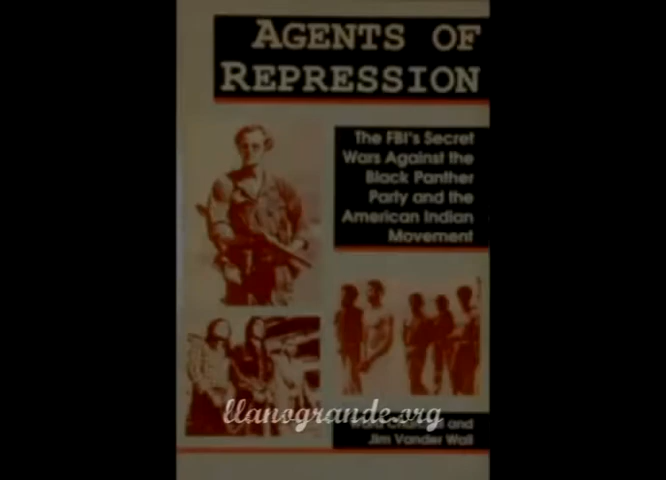 AGENTS OF
REPRESSION
The FBI's Secret
Wars Against the
Black Panther
Party and the
American Indian
Movement
llanogrande.org
and
Jim Vander Wall